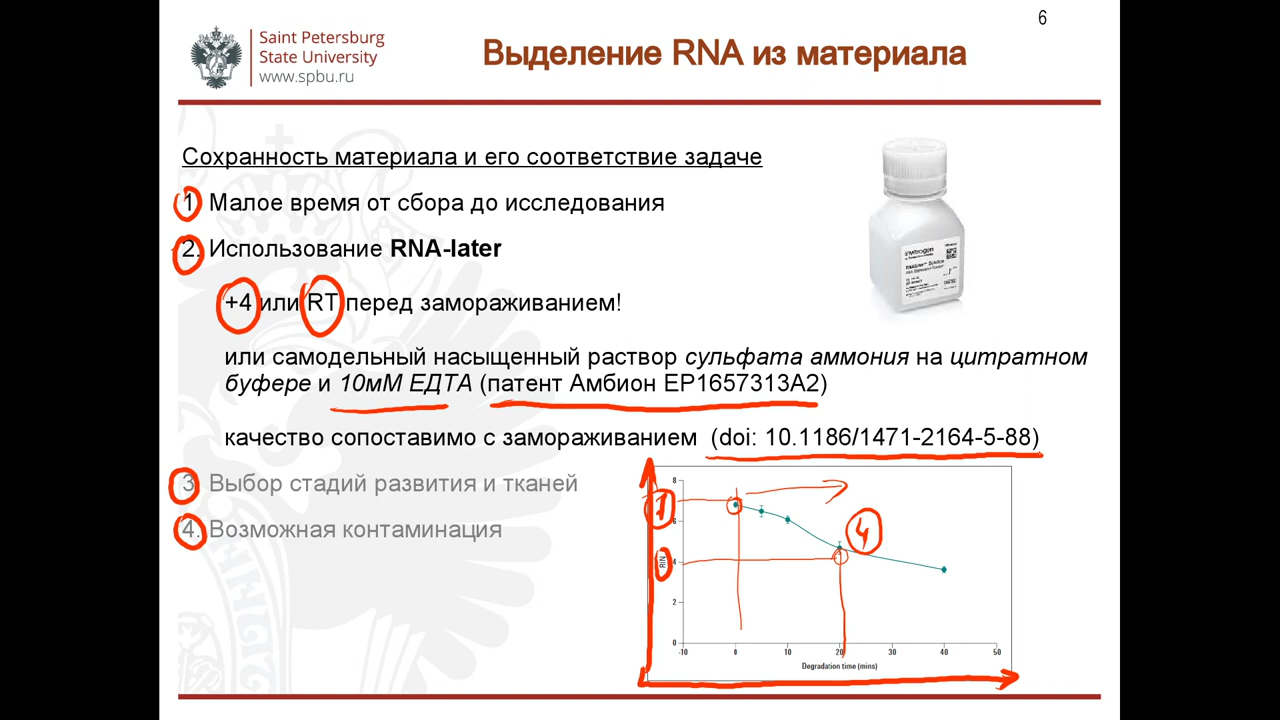 6
Saint Petersburg
State University
www.spbu.ru
Выделение RNA из материала
Сохранность материала и его соответствие задаче
1. Малое время от сбора до исследования
2. Использование RNA-later
+4 или RT перед замораживанием!
или самодельный насыщенный раствор сульфата аммония на цитратном
буфере и 10мМ ЕДТА (патент Амбион EP1657313A2)
качество сопоставимо с замораживанием (doi: 10.1186/1471-2164-5-88)
3. Выбор стадий развития и тканей
4. Возможная контаминация
invitrogen
8
6
4
2
0
RIN
4
-10 0 10 20 30 40 50
Degradation time (mins)